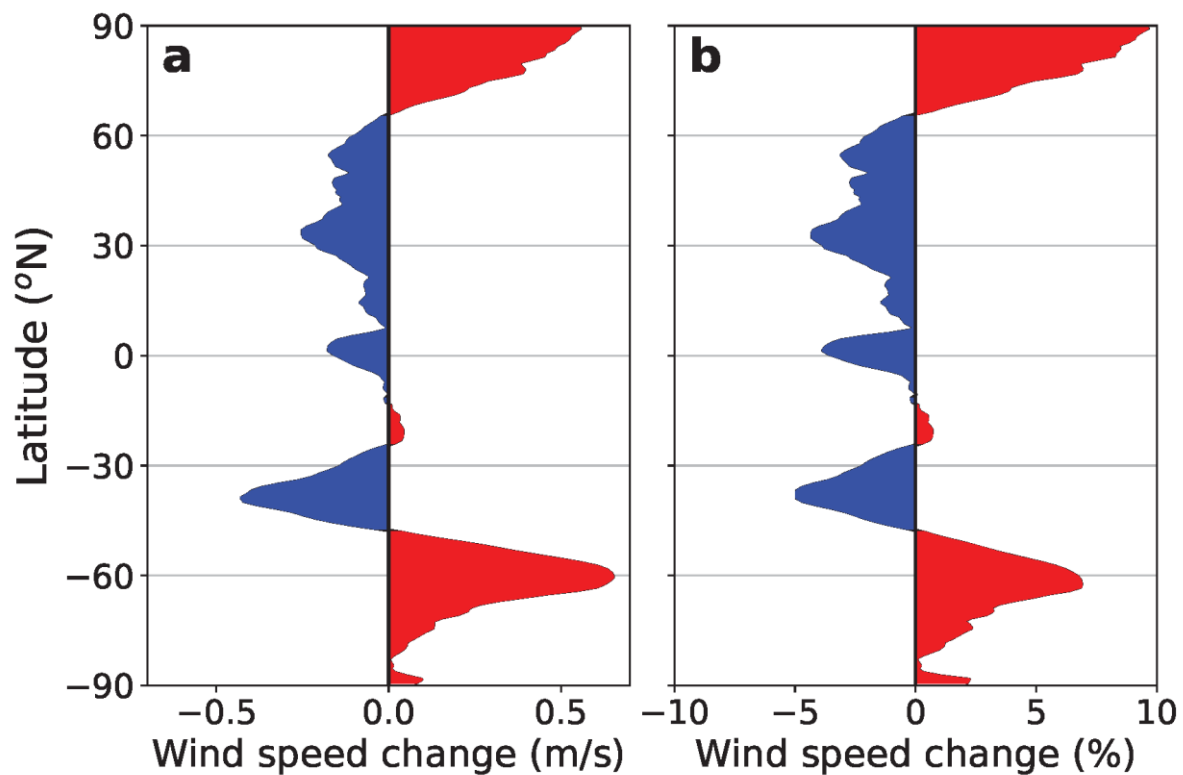 a
b
90
60
30
0
−30
−60
−90
Latitude (°N)
−0.5 0.0 0.5
−10 −5 0 5 10
Wind speed change (m/s)
Wind speed change (%)